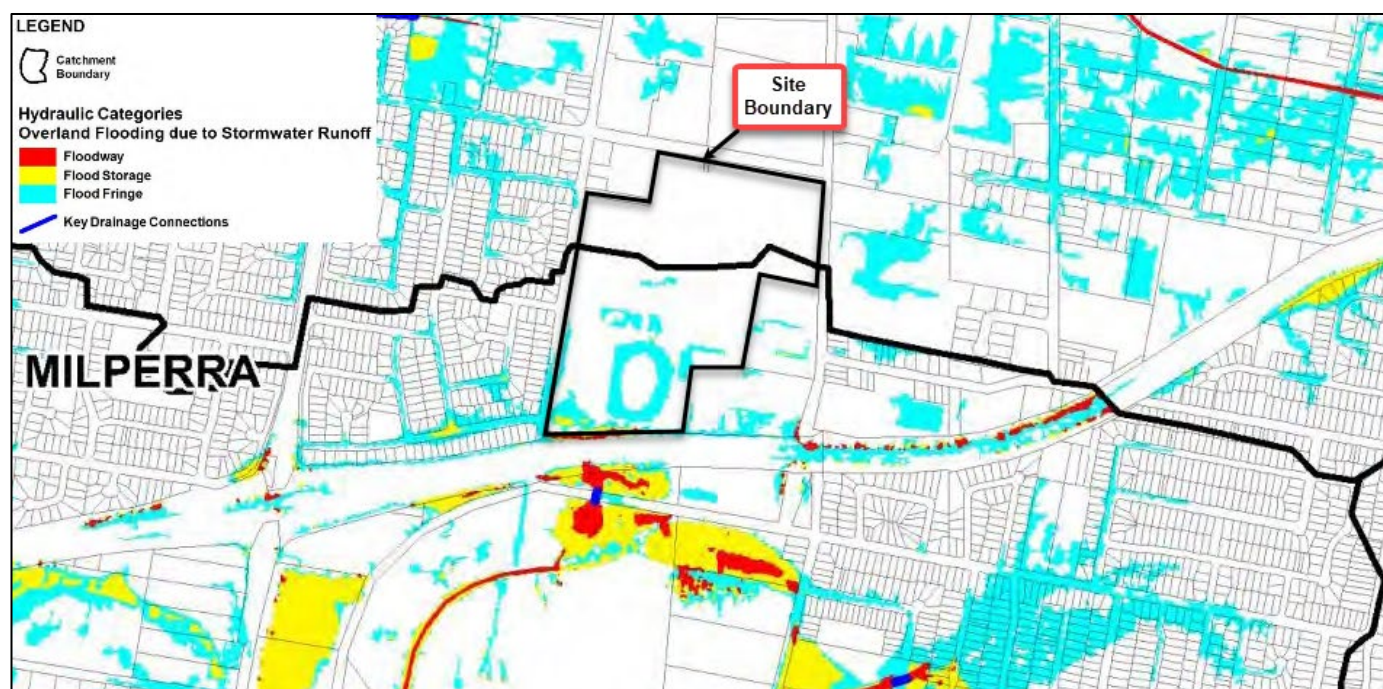 LEGEND
Catchment
Boundary
Hydraulic Categories
Overland Flooding due to Stormwater Runoff
Floodway
Flood Storage
Flood Fringe
Key Drainage Connections
Site
Boundary
MILPERRA